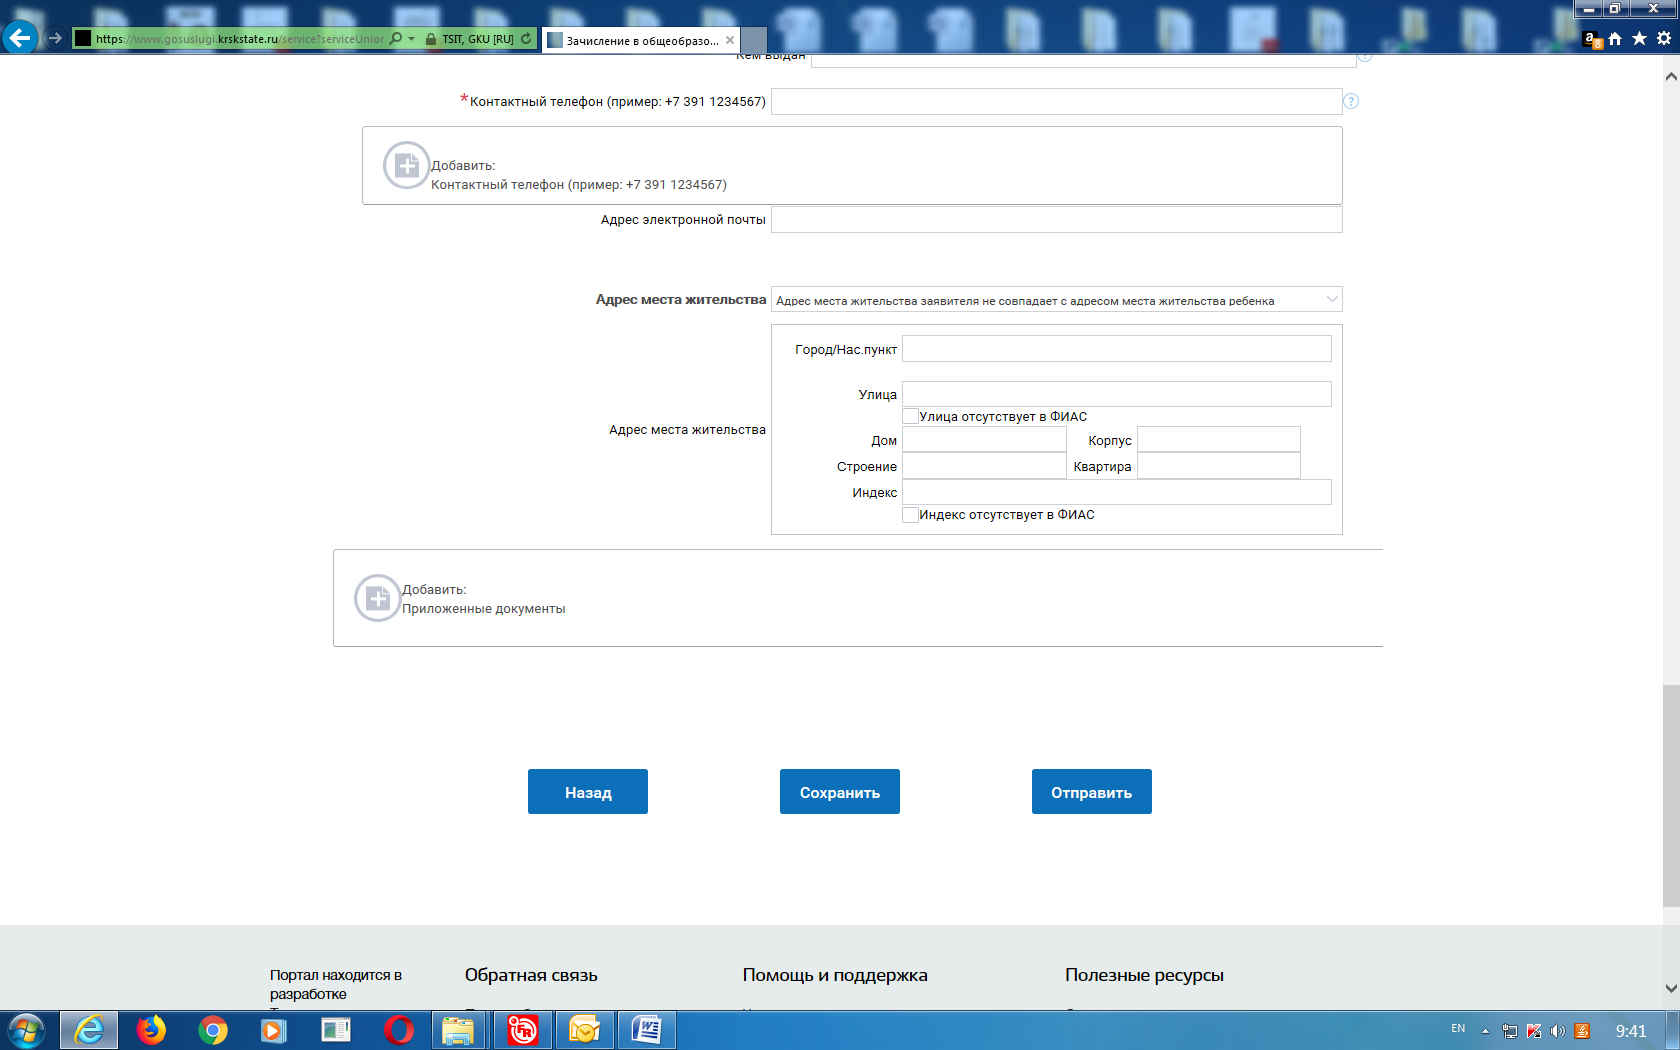 https://www.gosuslugi.krskstate.ru/service?serviceUnior
TSIT, GKU [RU]
Зачисление в общеобразо...
Кем выдан
*Контактный телефон (пример: +7 391 1234567)
?
Добавить:
Контактный телефон (пример: +7 391 1234567)
Адрес электронной почты
Адрес места жительства
Адрес места жительства заявителя не совпадает с адресом места жительства ребенка
Город/Нас.пункт
Улица
Улица отсутствует в ФИАС
Адрес места жительства
Дом
Корпус
Строение
Квартира
Индекс
Индекс отсутствует в ФИАС
Добавить:
Приложенные документы
Назад
Сохранить
Отправить
Портал находится в
разработке
Обратная связь
Помощь и поддержка
Полезные ресурсы
EN
9:41